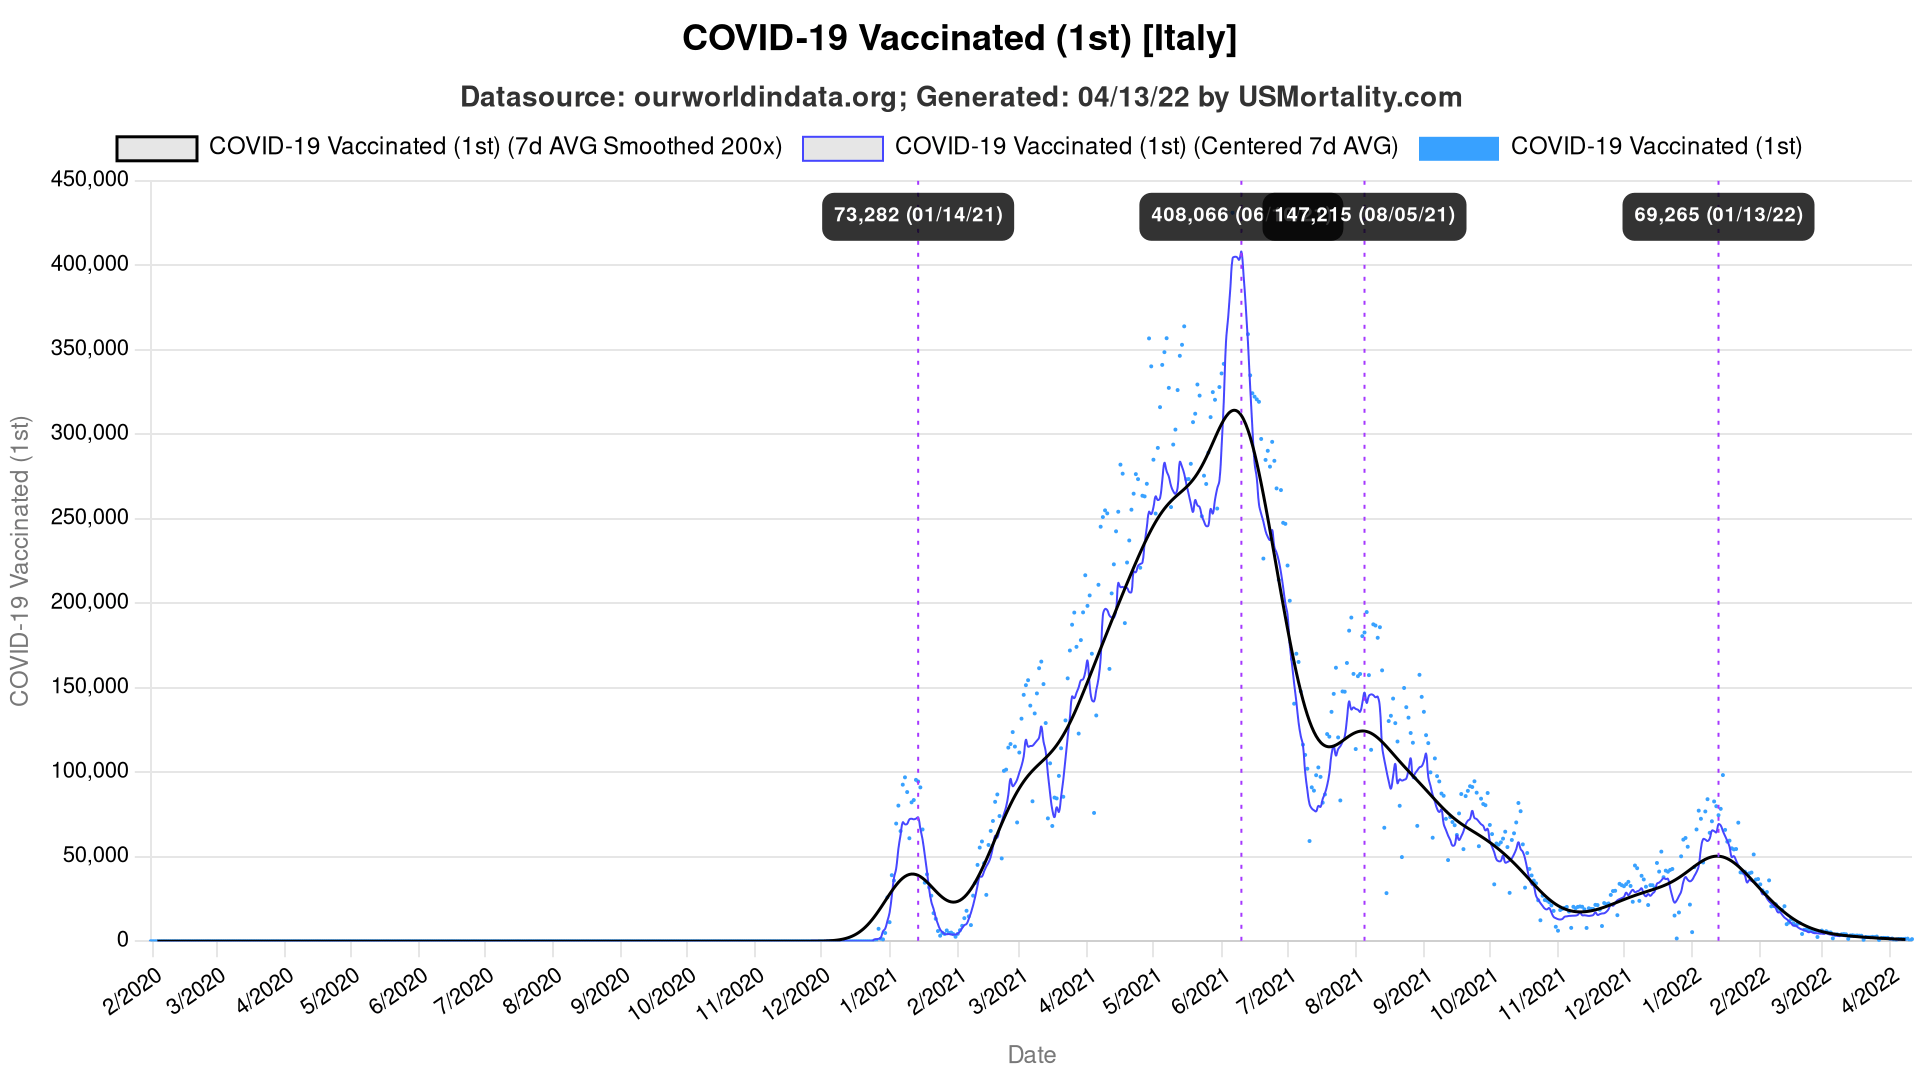 COVID-19 Vaccinated (1st) [Italy]
Datasource: ourworldindata.org; Generated: 04/13/22 by USMortality.com
COVID-19 Vaccinated (1st) (7d AVG Smoothed 200x) COVID-19 Vaccinated (1st) (Centered 7d AVG) COVID-19 Vaccinated (1st)
450,000
73,282 (01/14/21) 408,066 (06/ 147,215 (08/05/21) 69,265 (01/13/22)
400,000
350,000
300,000
250,000
200,000
150,000
100,000
50,000
0
COVID-19 Vaccinated (1st)
2/2020 3/2020 4/2020 5/2020 6/2020 7/2020 8/2020 9/2020 10/2020 11/2020 12/2020 1/2021 2/2021 3/2021 4/2021 5/2021 6/2021 7/2021 8/2021 9/2021 10/2021 11/2021 12/2021 1/2022 2/2022 3/2022 4/2022
Date